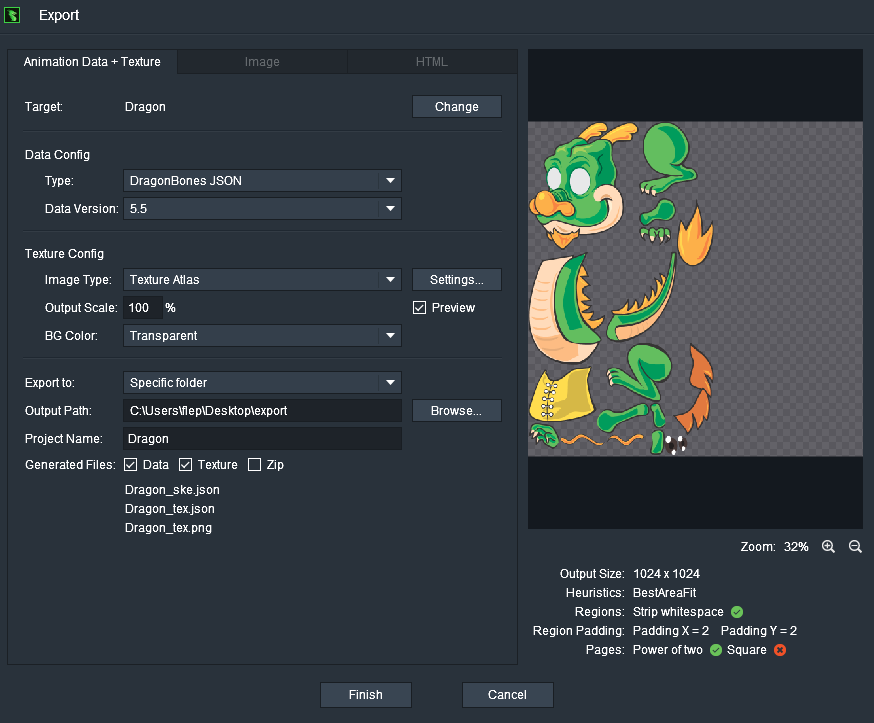 Export
Animation Data + Texture Image HTML
Target: Dragon Change
Data Config
Type: DragonBones JSON
Data Version: 5.5
Texture Config
Image Type: Texture Atlas Settings...
Output Scale: 100 % Preview
BG Color: Transparent
Export to: Specific folder
Output Path: C:\Users\flep\Desktop\export Browse...
Project Name: Dragon
Generated Files: Data Texture Zip
Dragon_ske.json
Dragon_tex.json
Dragon_tex.png
Zoom: 32%
Output Size: 1024 x 1024
Heuristics: BestAreaFit
Regions: Strip whitespace
Region Padding: Padding X = 2 Padding Y = 2
Pages: Power of two Square
Finish Cancel